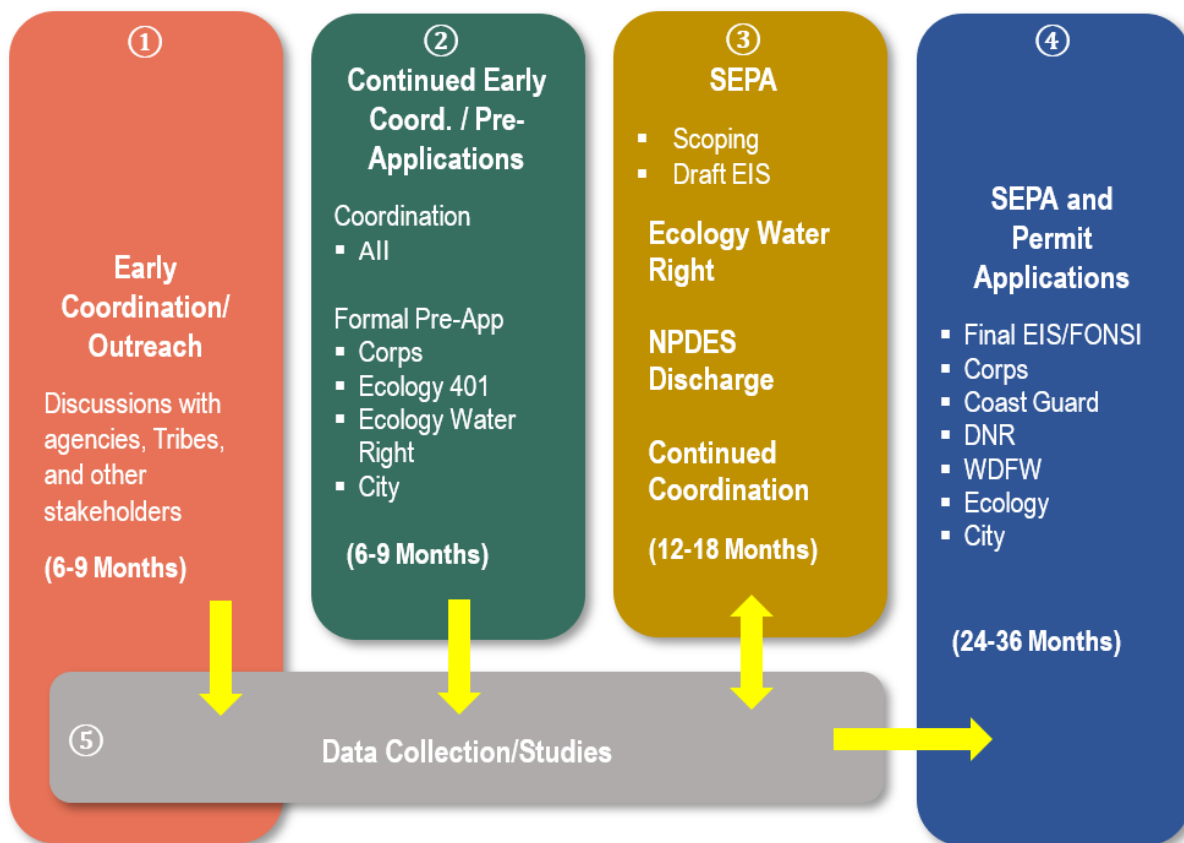 ①
Early
Coordination/
Outreach
Discussions with
agencies, Tribes,
and other
stakeholders
(6-9 Months)
②
Continued Early
Coord. / Pre-
Applications
Coordination
▪ All
Formal Pre-App
▪ Corps
▪ Ecology 401
▪ Ecology Water
Right
▪ City
(6-9 Months)
③
SEPA
▪ Scoping
▪ Draft EIS
Ecology Water
Right
NPDES
Discharge
Continued
Coordination
(12-18 Months)
④
SEPA and
Permit
Applications
▪ Final EIS/FONSI
▪ Corps
▪ Coast Guard
▪ DNR
▪ WDFW
▪ Ecology
▪ City
(24-36 Months)
⑤
Data Collection/Studies